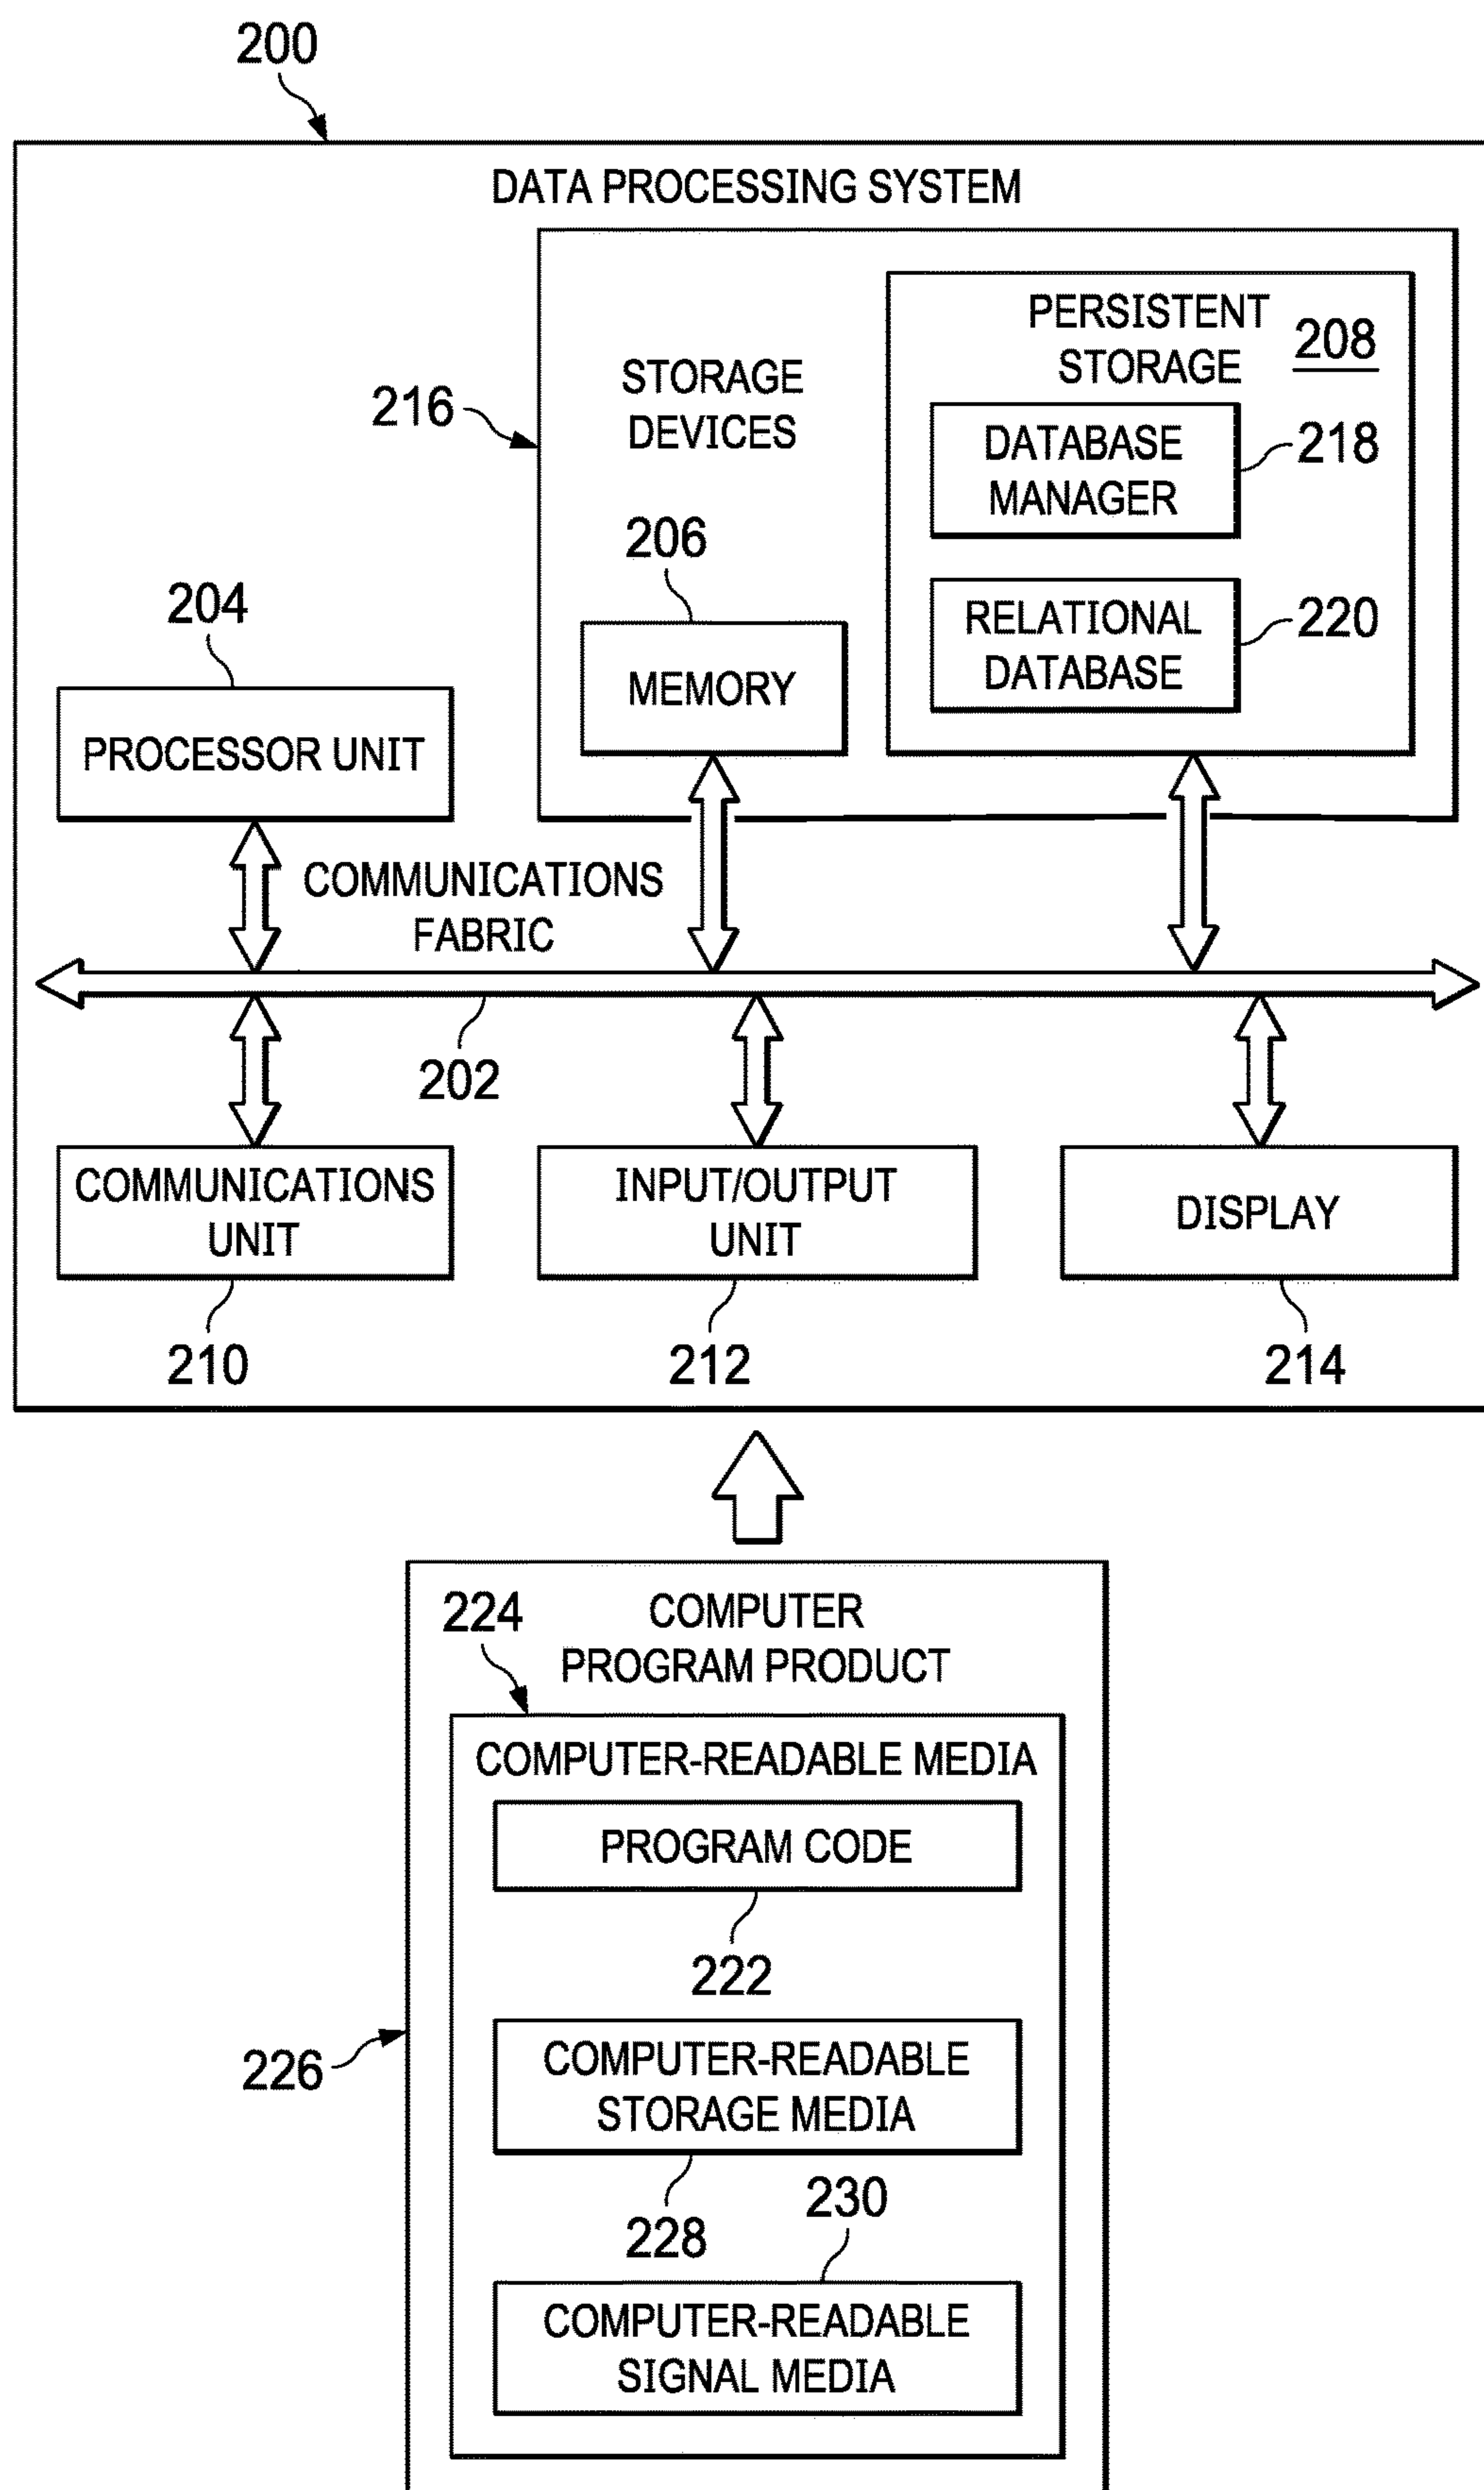 200
DATA PROCESSING SYSTEM
PERSISTENT
STORAGE
208
STORAGE
DEVICES
216
DATABASE
MANAGER
218
206
204
RELATIONAL
DATABASE
220
MEMORY
PROCESSOR UNIT
COMMUNICATIONS
FABRIC
202
COMMUNICATIONS
UNIT
INPUT/OUTPUT
UNIT
DISPLAY
210
212
214
224
COMPUTER
PROGRAM PRODUCT
COMPUTER-READABLE MEDIA
PROGRAM CODE
222
226
COMPUTER-READABLE
STORAGE MEDIA
228
230
COMPUTER-READABLE
SIGNAL MEDIA